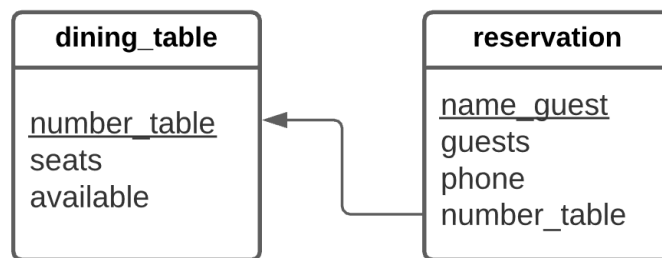 dining_table
number_table
seats
available
reservation
name_guest
guests
phone
number_table